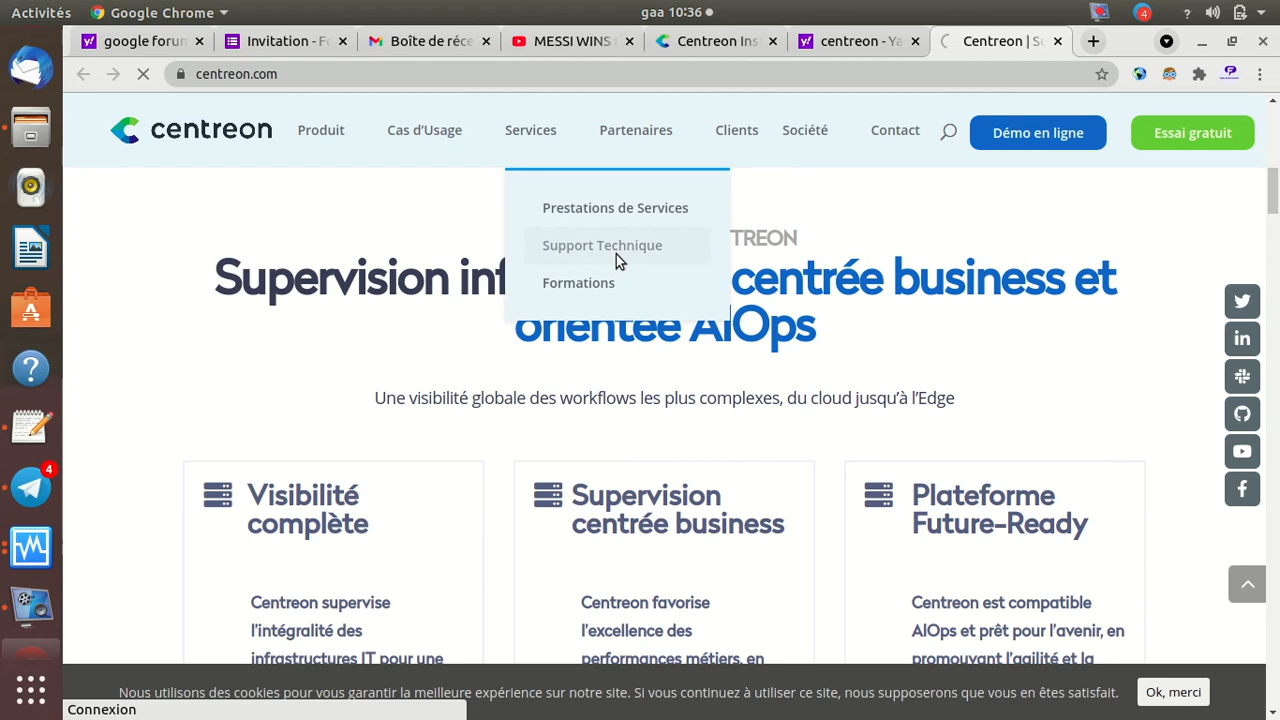 Activités
Google Chrome
gaa 10:36
4
google forum
Invitation - Fo
Boîte de réce
MESSI WINS
Centreon Ins
centreon - Ya
Centreon | Su
centreon.com
centreon
Produit
Cas d'Usage
Services
Partenaires
Clients
Société
Contact
Démo en ligne
Essai gratuit
Prestations de Services
Support Technique
Formations
TREON
Supervision inf centrée business et
orientée AIOps
Une visibilité globale des workflows les plus complexes, du cloud jusqu'à l'Edge
Visibilité
complète
Centreon supervise
l'intégralité des
infrastructures IT pour une
Supervision
centrée business
Centreon favorise
l'excellence des
performances métiers, en
Plateforme
Future-Ready
Centreon est compatible
AIOps et prêt pour l'avenir, en
promouvant l'agilité et la
4
Nous utilisons des cookies pour vous garantir la meilleure expérience sur notre site. Si vous continuez à utiliser ce site, nous supposerons que vous en êtes satisfait.
Ok, merci
Connexion